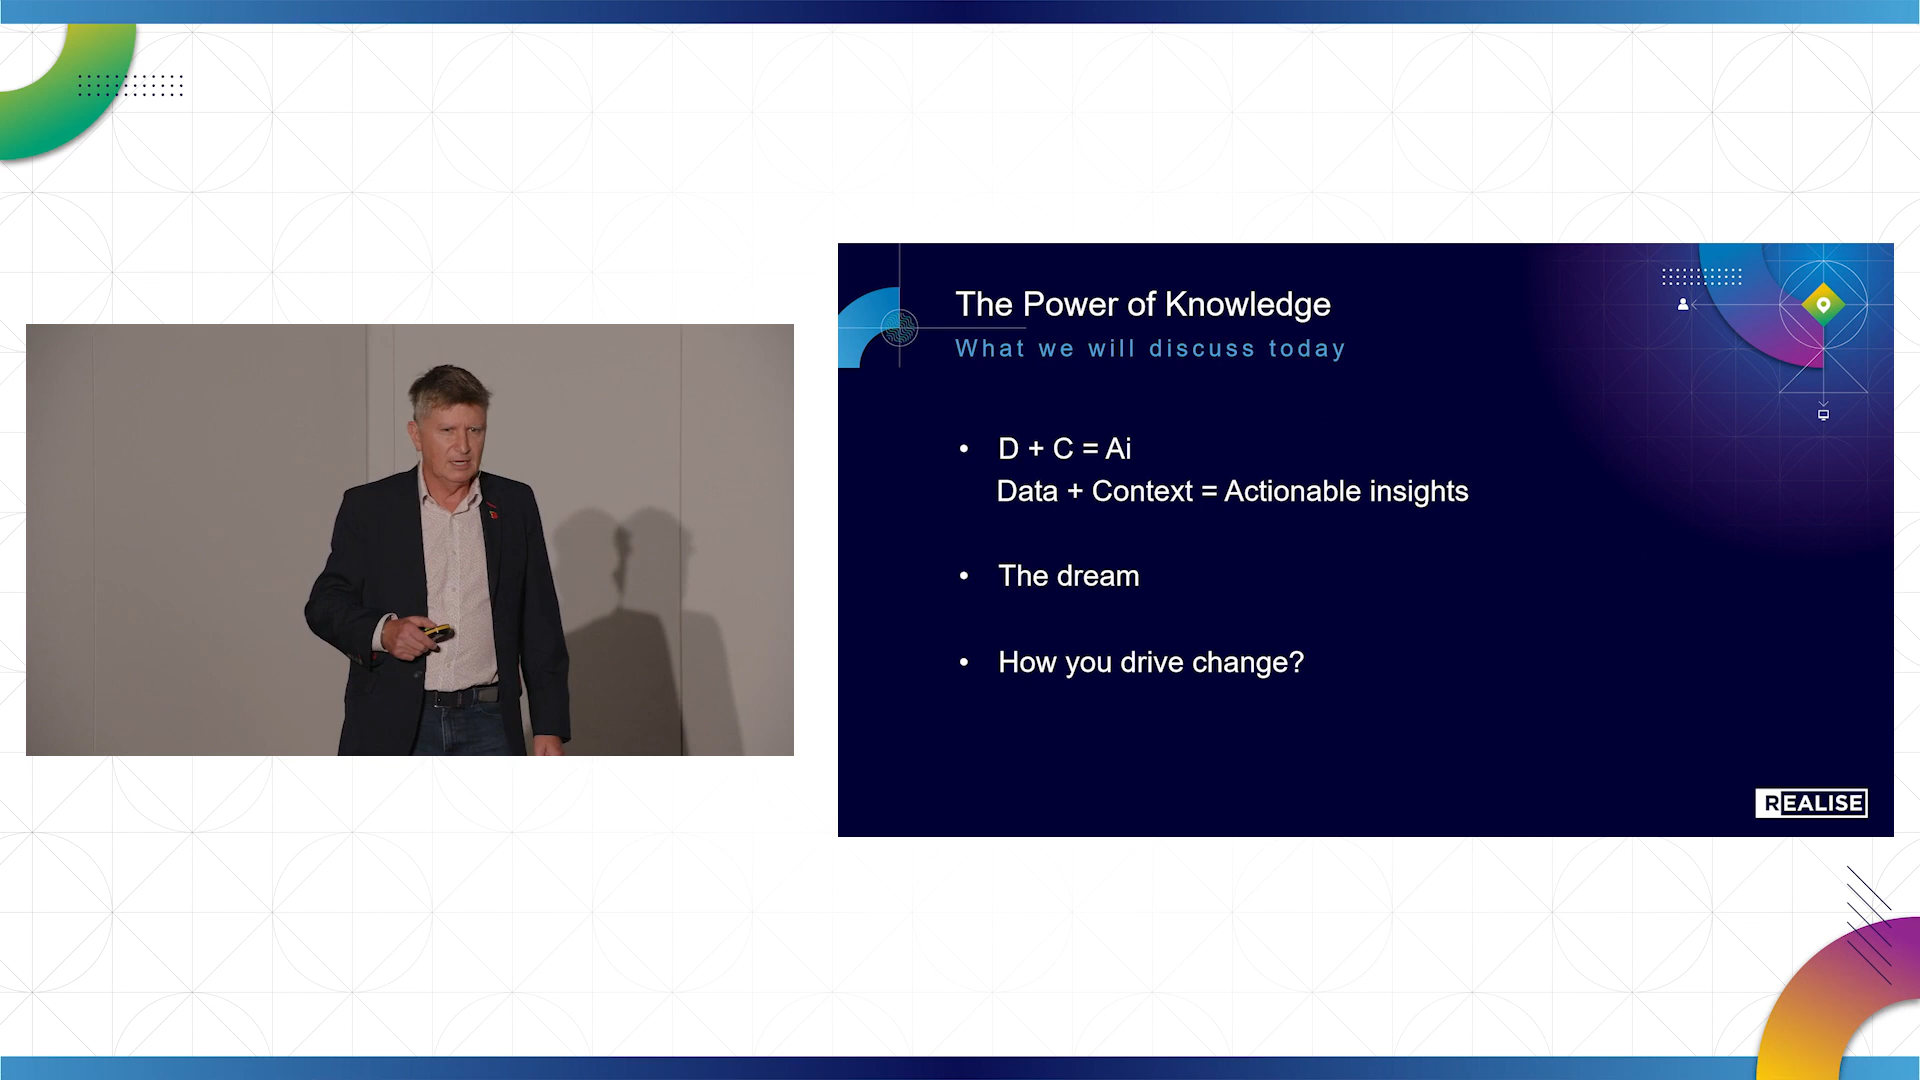 The Power of Knowledge
What we will discuss today
• D + C = Ai
Data + Context = Actionable insights
• The dream
• How you drive change?
REALISE